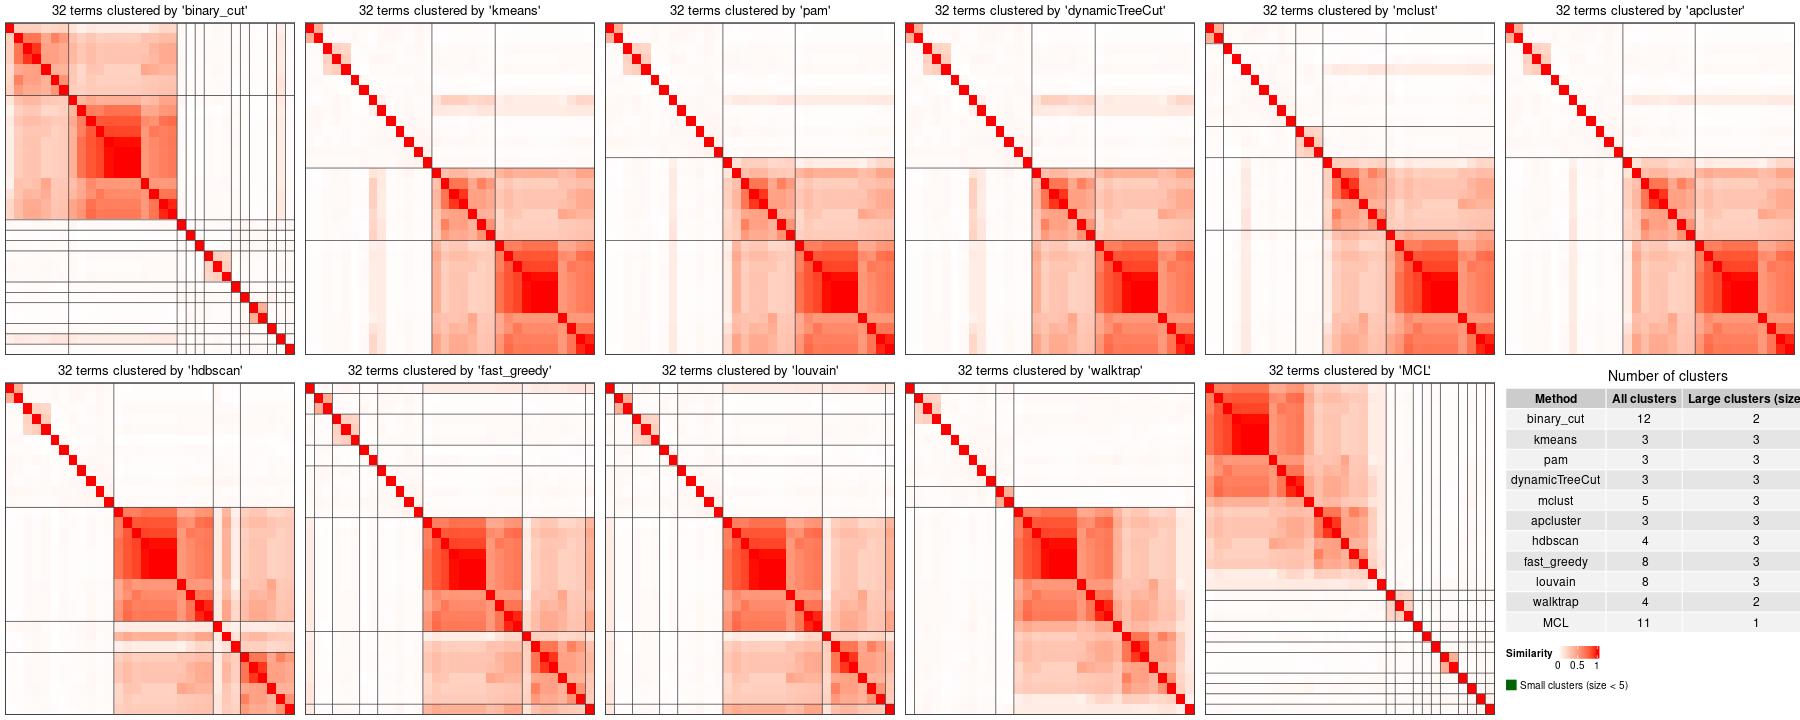 32 terms clustered by 'binary_cut'
32 terms clustered by 'kmeans'
32 terms clustered by 'pam'
32 terms clustered by 'dynamicTreeCut'
32 terms clustered by 'mclust'
32 terms clustered by 'apcluster'
32 terms clustered by 'hdbscan'
32 terms clustered by 'fast_greedy'
32 terms clustered by 'louvain'
32 terms clustered by 'walktrap'
32 terms clustered by 'MCL'
Number of clusters
Method All clusters Large clusters (size
binary_cut 12 2
kmeans 3 3
pam 3 3
dynamicTreeCut 3 3
mclust 5 3
apcluster 3 3
hdbscan 4 3
fast_greedy 8 3
louvain 8 3
walktrap 4 2
MCL 11 1
Similarity
0 0.5 1
Small clusters (size < 5)